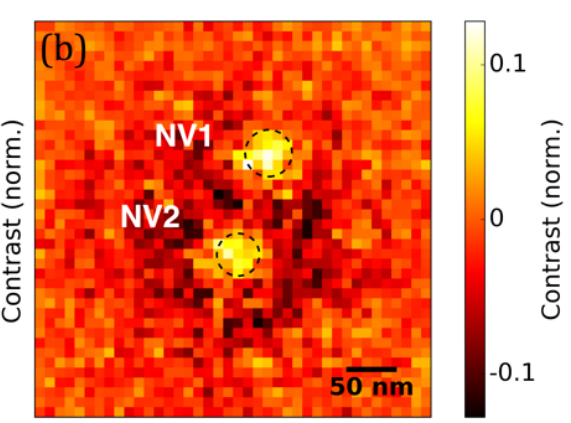 (b)
NV1
NV2
50 nm
Contrast (norm.)
0.1
0
-0.1
Contrast (norm.)